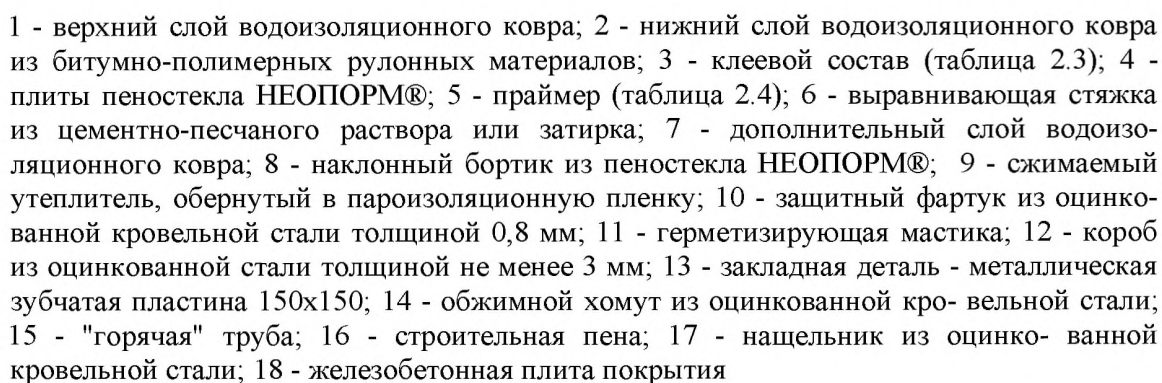 1 - верхний слой водоизоляционного ковра; 2 - нижний слой водоизоляционного ковра
из битумно-полимерных рулонных материалов; 3 - клеевой состав (таблица 2.3); 4 -
плиты пеностекла НЕОПОРМ®; 5 - праймер (таблица 2.4); 6 - выравнивающая стяжка
из цементно-песчаного раствора или затирка; 7 - дополнительный слой водоизо-
ляционного ковра; 8 - наклонный бортик из пеностекла НЕОПОРМ®; 9 - сжимаемый
утеплитель, обернутый в пароизоляционную пленку; 10 - защитный фартук из оцинко-
ванной кровельной стали толщиной 0,8 мм; 11 - герметизирующая мастика; 12 - короб
из оцинкованной стали толщиной не менее 3 мм; 13 - закладная деталь - металлическая
зубчатая пластина 150х150; 14 - обжимной хомут из оцинкованной кро- вельной стали;
15 - "горячая" труба; 16 - строительная пена; 17 - нащельник из оцинко- ванной
кровельной стали; 18 - железобетонная плита покрытия